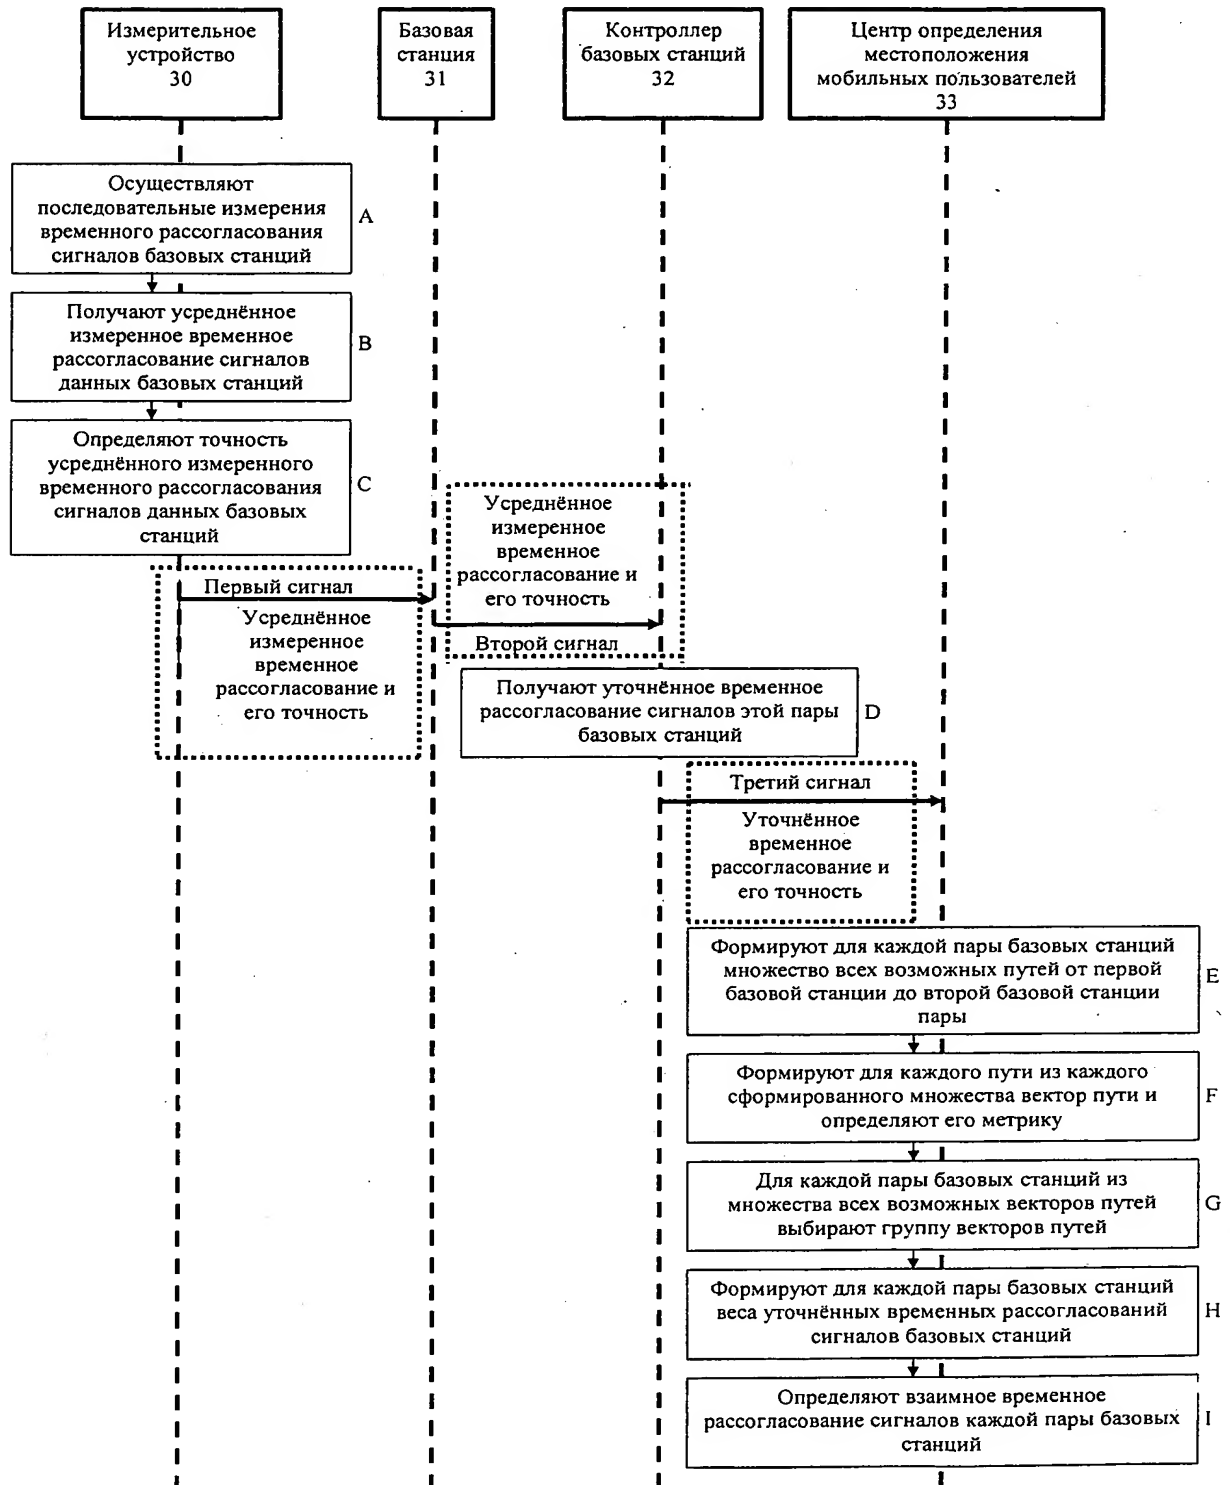 Измерительное
устройство
30
Базовая
станция
31
Контроллер
базовых станций
32
Центр определения
местоположения
мобильных пользователей
33
Осуществляют
последовательные измерения
временного рассогласования
сигналов базовых станций
A
Получают усреднённое
измеренное временное
рассогласование сигналов
данных базовых станций
B
Определяют точность
усреднённого измеренного
временного рассогласования
сигналов данных базовых
станций
C
Усреднённое
измеренное
временное
рассогласование и
его точность
Второй сигнал
Первый сигнал
Усреднённое
измеренное
временное
рассогласование и
его точность
Получают уточнённое временное
рассогласование сигналов этой пары
базовых станций
D
Третий сигнал
Уточнённое
временное
рассогласование и
его точность
Формируют для каждой пары базовых станций
множество всех возможных путей от первой
базовой станции до второй базовой станции
пары
E
Формируют для каждого пути из каждого
сформированного множества вектор пути и
определяют его метрику
F
Для каждой пары базовых станций из
множества всех возможных векторов путей
выбирают группу векторов путей
G
Формируют для каждой пары базовых станций
веса уточнённых временных рассогласований
сигналов базовых станций
H
Определяют взаимное временное
рассогласование сигналов каждой пары базовых
станций
I